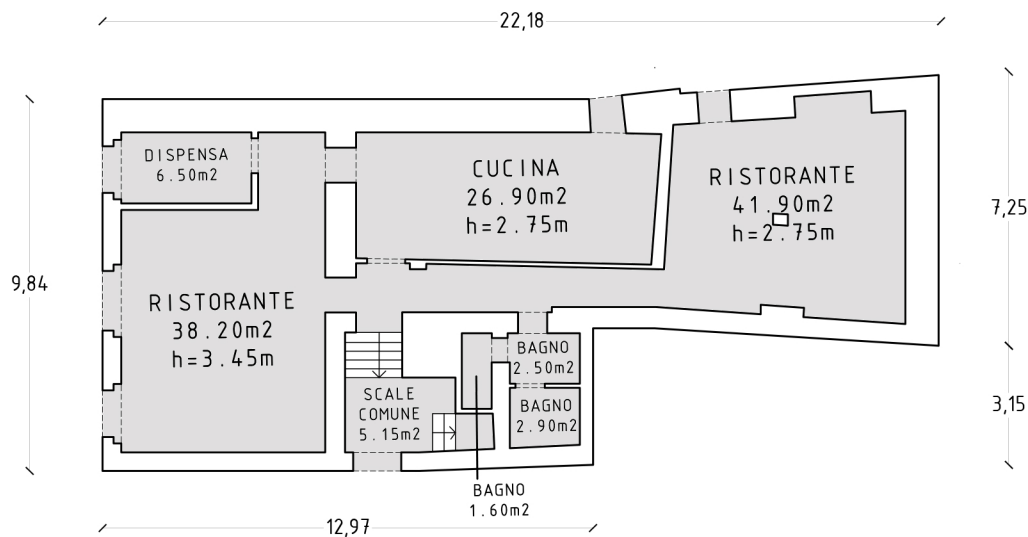 22,18
DISPENSA
6.50m2
CUCINA
26.90m2
h=2.75m
RISTORANTE
41.90m2
h=2.75m
7,25
9,84
RISTORANTE
38.20m2
h=3.45m
BAGNO
2.50m2
SCALE
COMUNE
5.15m2
BAGNO
2.90m2
3,15
BAGNO
1.60m2
12,97